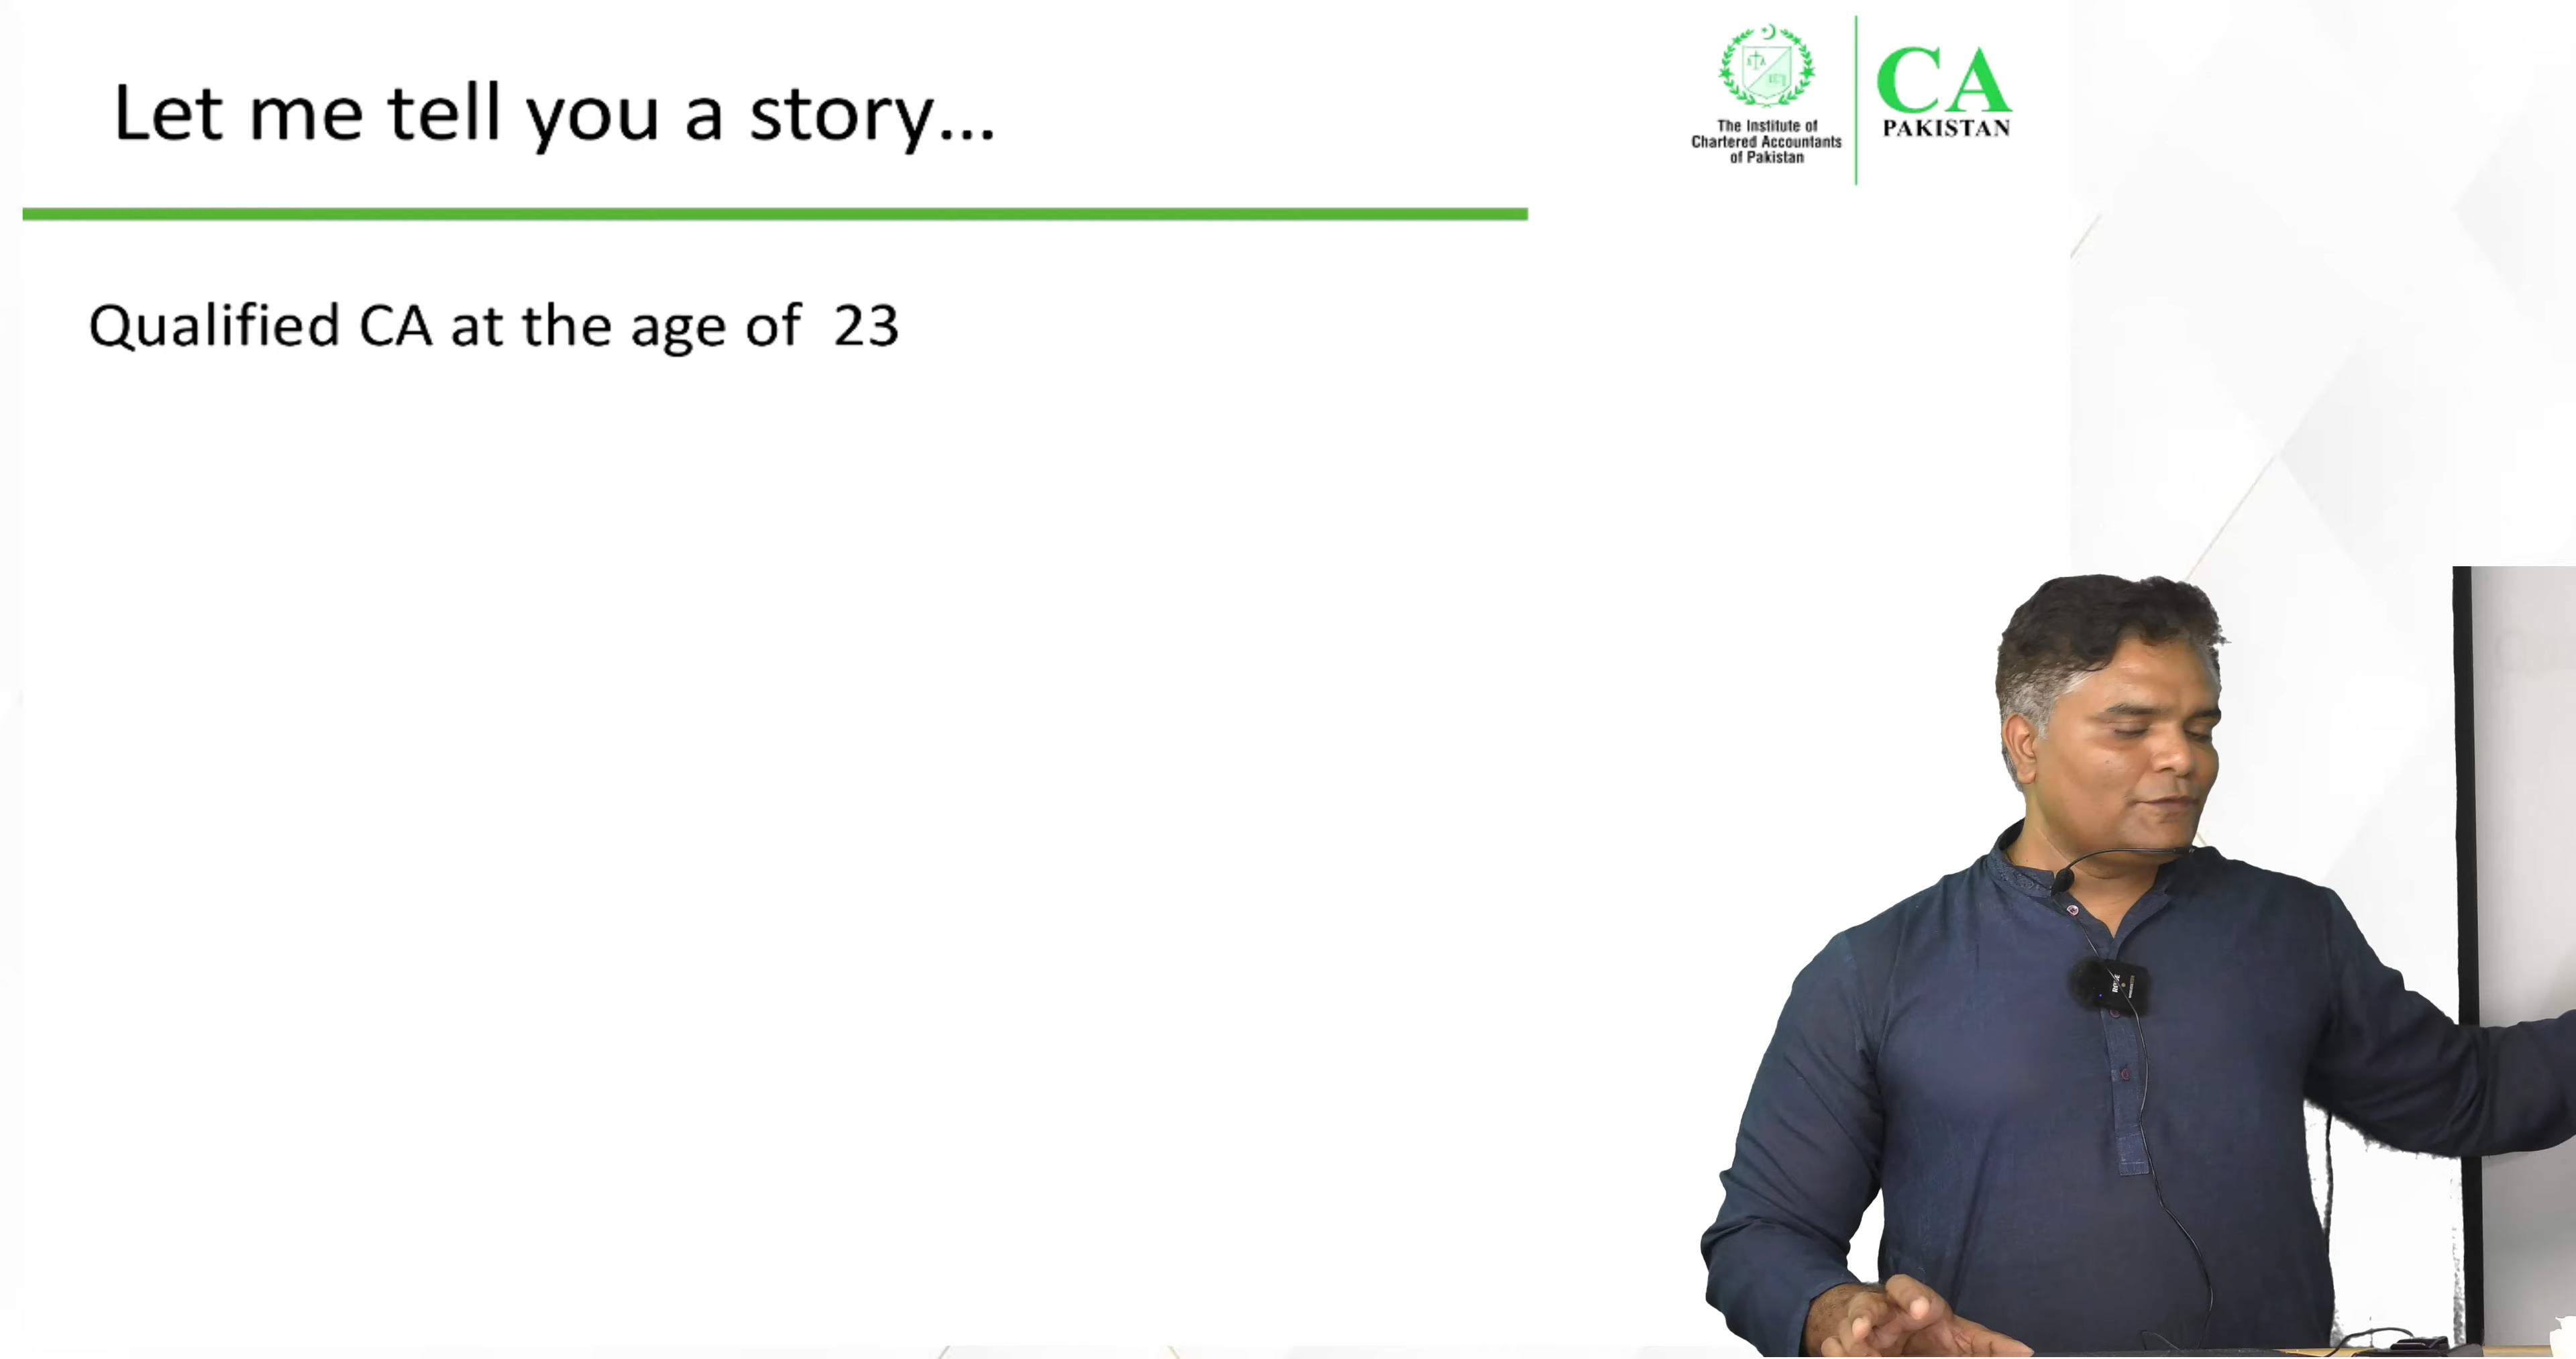 Let me tell you a story...
The Institute of
Chartered Accountants
of Pakistan
CA
PAKISTAN
Qualified CA at the age of 23